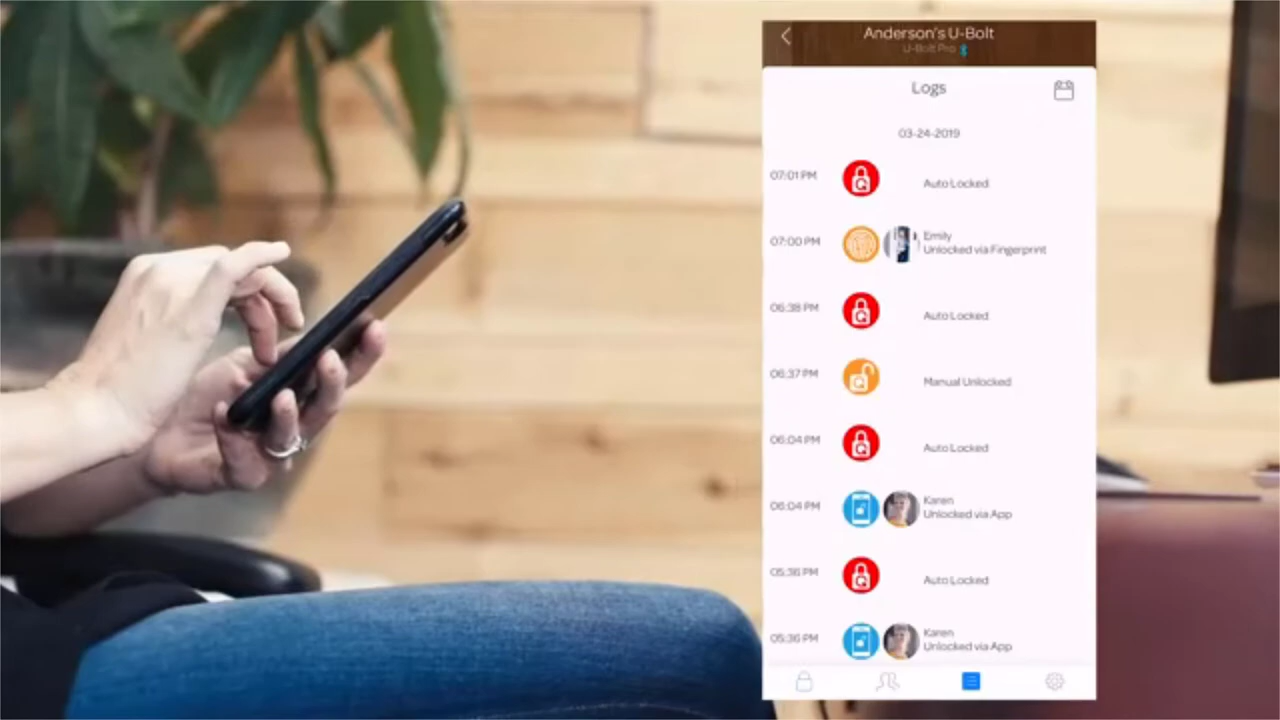 Anderson's U-Bolt
U-Bolt Pro
Logs
03-24-2019
07:01 PM
Auto Locked
07:00 PM
Emily
Unlocked via Fingerprint
06:38 PM
Auto Locked
06:37 PM
Manual Unlocked
06:04 PM
Auto Locked
06:04 PM
Karen
Unlocked via App
05:36 PM
Auto Locked
05:36 PM
Karen
Unlocked via App